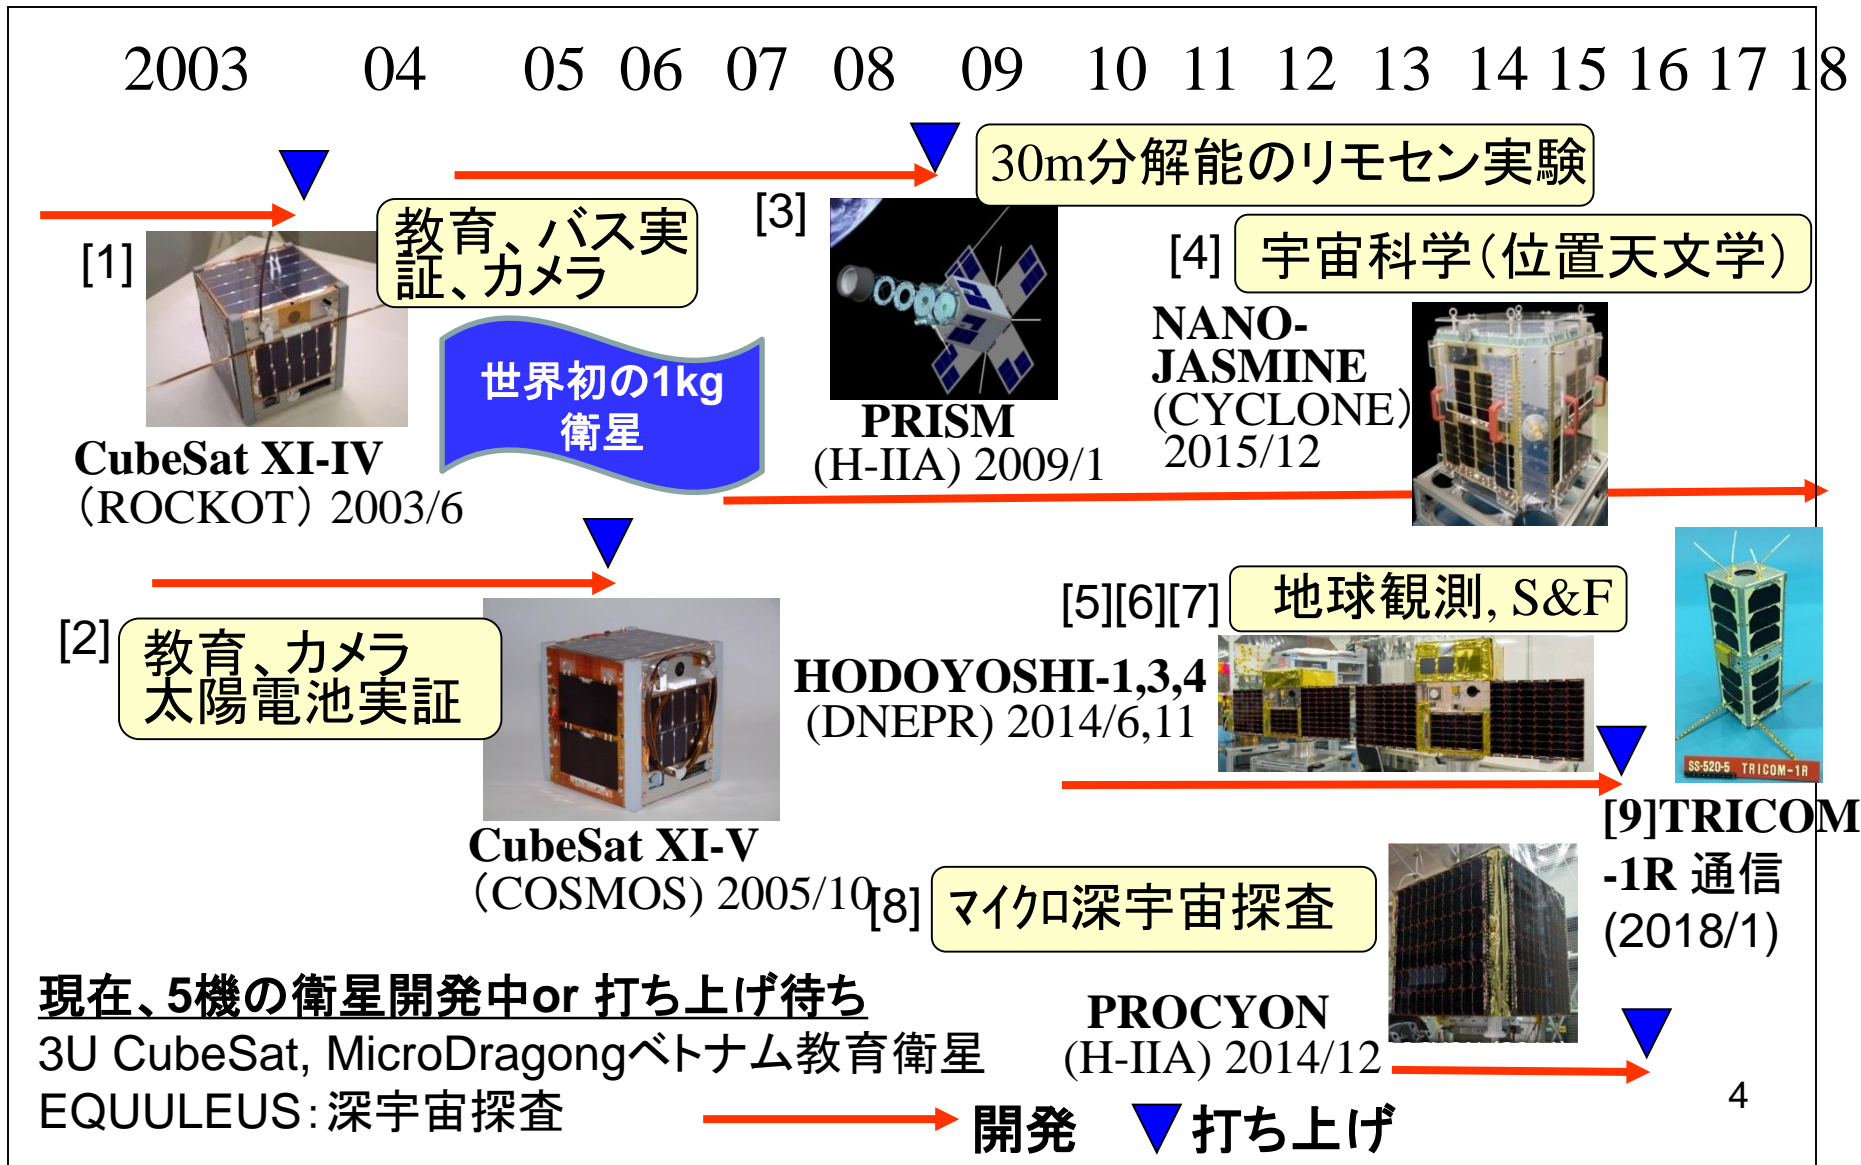 2003 04 05 06 07 08 09 10 11 12 13 14 15 16 17 18
30m分解能のリモセン実験
[1]
教育、バス実
証、カメラ
[3]
[4] 宇宙科学（位置天文学）
世界初の1kg
衛星
CubeSat XI-IV
（ROCKOT）2003/6
PRISM
(H-IIA) 2009/1
NANO-
JASMINE
(CYCLONE）
2015/12
[2]
教育、カメラ
太陽電池実証
CubeSat XI-V
（COSMOS) 2005/10
[5][6][7] 地球観測, S&F
HODOYOSHI-1,3,4
(DNEPR) 2014/6,11
SS-520-5 TRICOM-1R
[9]TRICOM
-1R 通信
(2018/1)
[8] ﾏｲｸﾛ深宇宙探査
PROCYON
(H-IIA) 2014/12
現在、5機の衛星開発中or 打ち上げ待ち
3U CubeSat, MicroDragongベトナム教育衛星
EQUULEUS：深宇宙探査
開発 打ち上げ
4